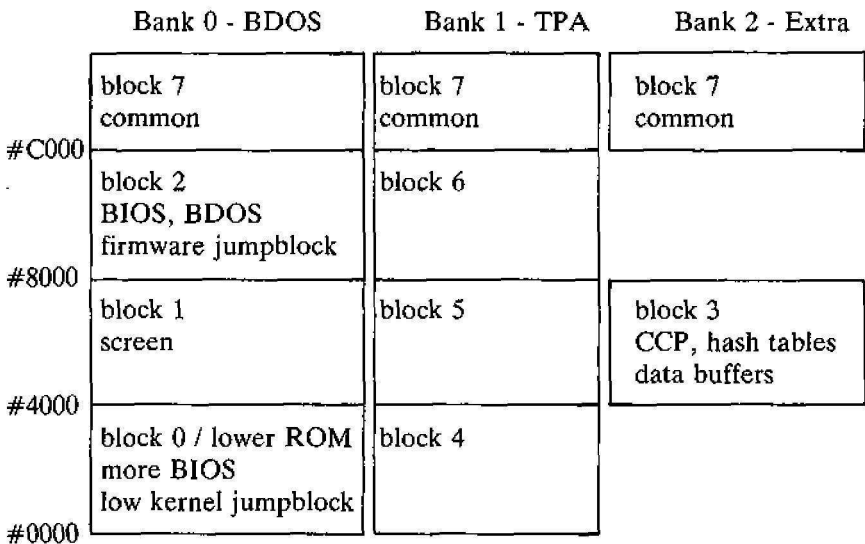 Bank 0 - BDOS
Bank 1 - TPA
Bank 2 - Extra
block 7
common
block 7
common
block 7
common
#C000
block 2
BIOS, BDOS
firmware jumpblock
block 6
#8000
block 1
screen
block 5
block 3
CCP, hash tables
data buffers
#4000
block 0 / lower ROM
more BIOS
low kernel jumpblock
block 4
#0000